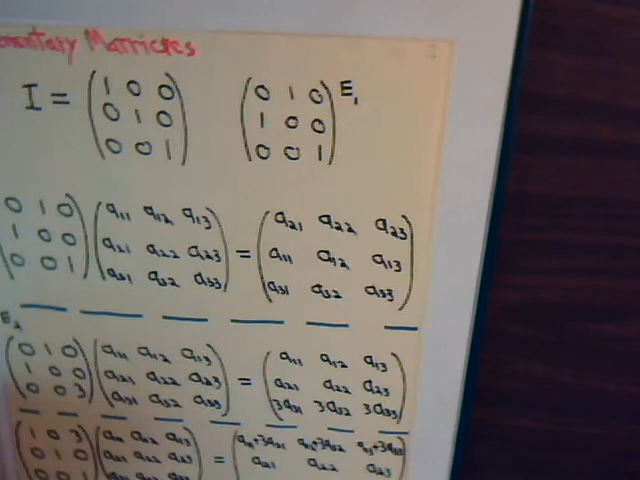 ementary Matricies
I = ( 1 0 0 ) ( 0 1 0 ) E1
0 1 0 1 0 0
0 0 1 0 0 1
0 1 0 a11 a12 a13 a21 a22 a23
1 0 0 a21 a22 a23 = a11 a12 a13
0 0 1 a31 a32 a33 a31 a32 a33
E2
0 1 0 a11 a12 a13 a11 a12 a13
1 0 0 a21 a22 a23 = a21 a22 a23
0 0 3 a31 a32 a33 3a31 3a32 3a33
1 0 3 a11 a12 a13 a11+3a31 a12+3a32 a13+3a33
0 1 0 a21 a22 a23 = a21 a22 a23